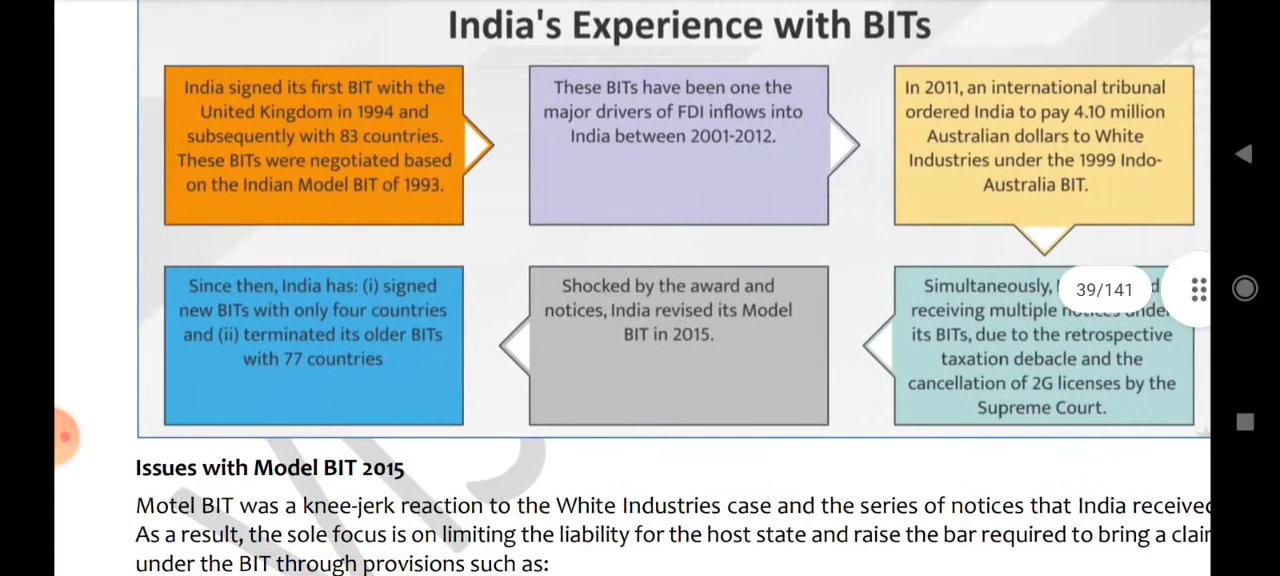 India's Experience with BITs
India signed its first BIT with the
United Kingdom in 1994 and
subsequently with 83 countries.
These BITs were negotiated based
on the Indian Model BIT of 1993.
These BITs have been one the
major drivers of FDI inflows into
India between 2001-2012.
In 2011, an international tribunal
ordered India to pay 4.10 million
Australian dollars to White
Industries under the 1999 Indo-
Australia BIT.
Simultaneously,
receiving multiple
its BITs, due to the retrospective
taxation debacle and the
cancellation of 2G licenses by the
Supreme Court.
39/141
Shocked by the award and
notices, India revised its Model
BIT in 2015.
Since then, India has: (i) signed
new BITs with only four countries
and (ii) terminated its older BITs
with 77 countries
Issues with Model BIT 2015
Motel BIT was a knee-jerk reaction to the White Industries case and the series of notices that India
As a result, the sole focus is on limiting the liability for the host state and raise the bar required to bring a
under the BIT through provisions such as: